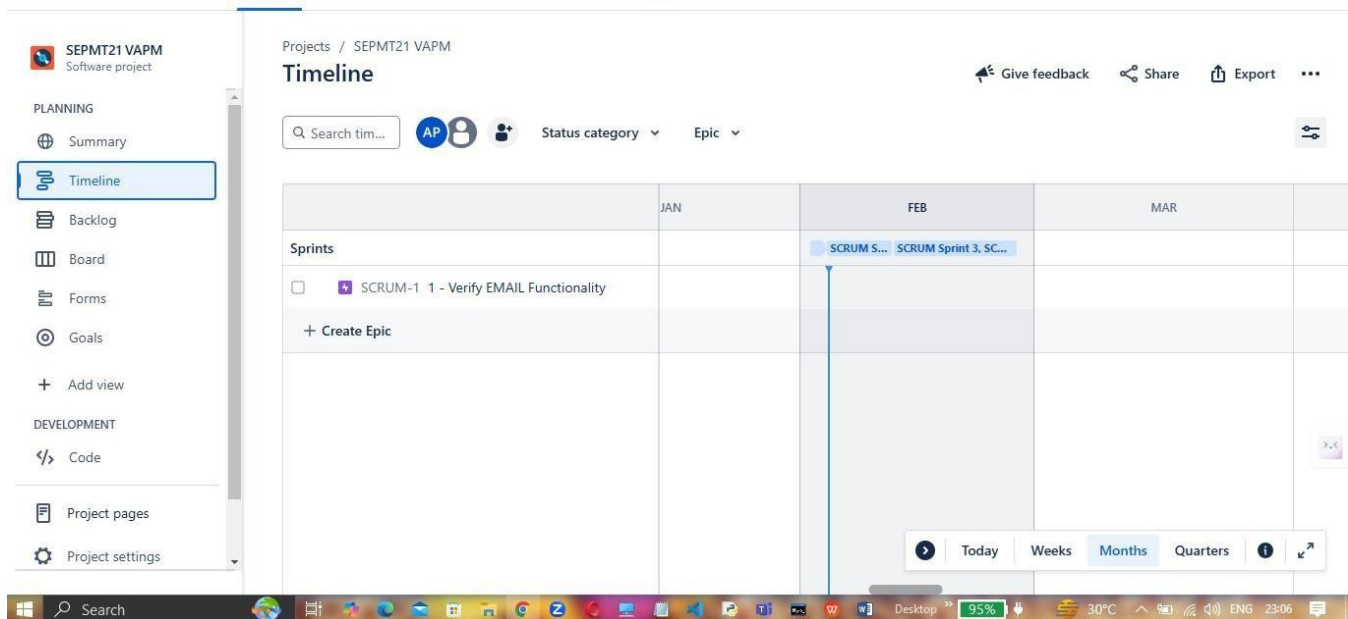 SEPMT21 VAPM
Software project
PLANNING
Summary
Timeline
Backlog
Board
Forms
Goals
+ Add view
DEVELOPMENT
</> Code
Project pages
Project settings
Projects / SEPMT21 VAPM
Timeline
Give feedback
Share
Export
Search tim...
AP
Status category
Epic
JAN FEB MAR
Sprints
SCRUM S... SCRUM Sprint 3, SC...
SCRUM-1 1 - Verify EMAIL Functionality
+ Create Epic
Today Weeks Months Quarters
Search
Desktop
95%
30°C
ENG 23:06